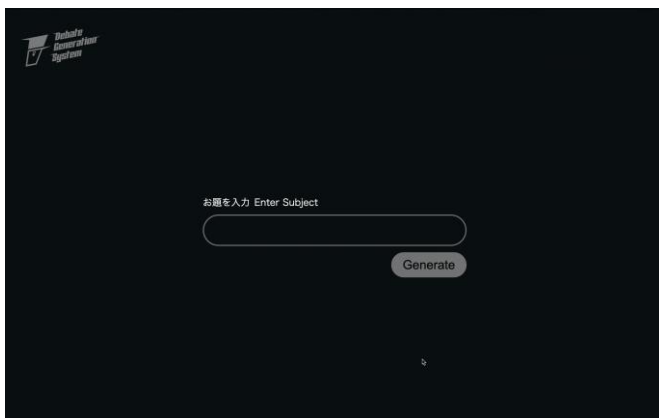 Debate
Generation
System
お題を入力 Enter Subject
Generate